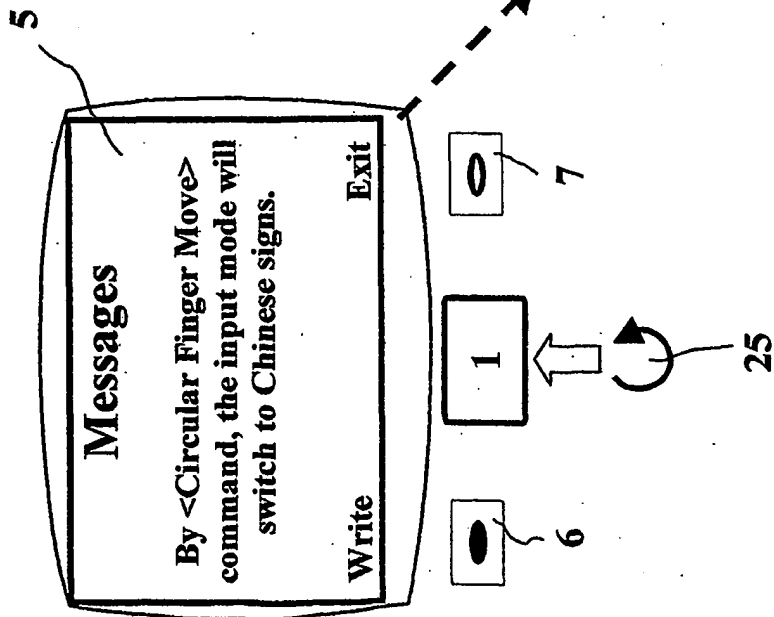 5
Messages
By <Circular Finger Move>
command, the input mode will
switch to Chinese signs.
Write Exit
6 1 7
25